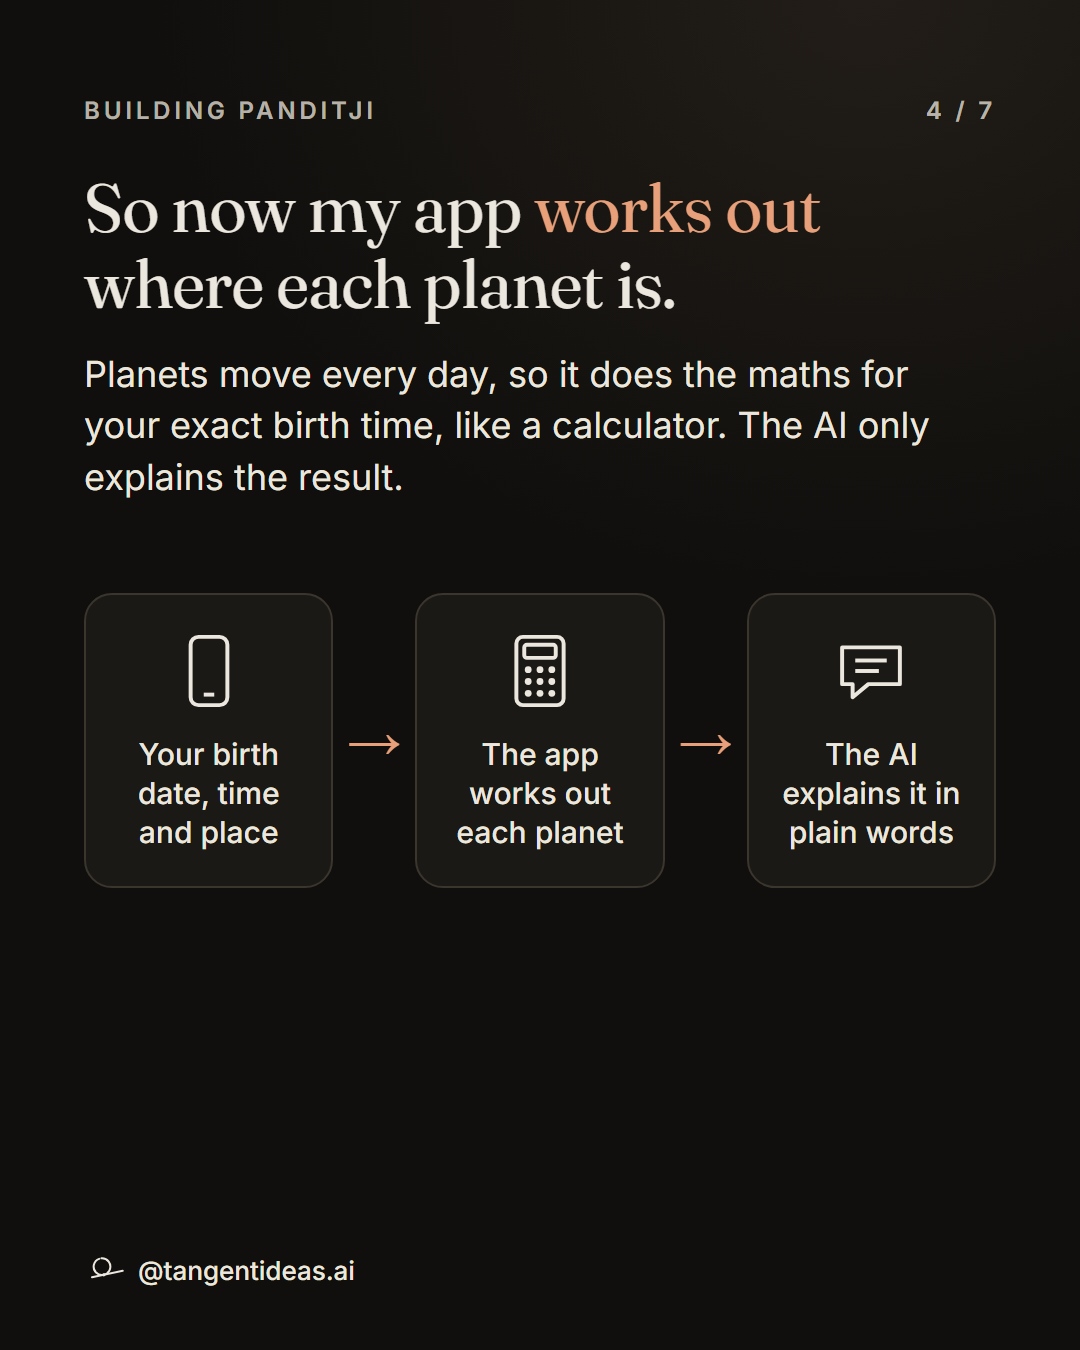 BUILDING PANDITJI
4 / 7
So now my app works out
where each planet is.
Planets move every day, so it does the maths for
your exact birth time, like a calculator. The AI only
explains the result.
Your birth
date, time
and place
→
The app
works out
each planet
→
The AI
explains it in
plain words
@tangentideas.ai